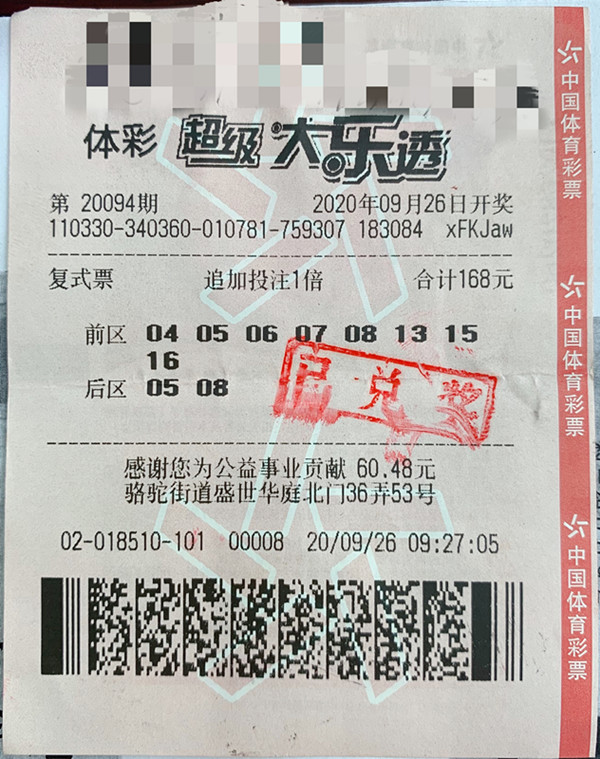 体彩 超级大乐透
第 20094期 2020年09月26日开奖
110330-340360-010781-759307 183084 xFKJaw
复式票 追加投注1倍 合计168元
前区 04 05 06 07 08 13 15
16
后区 05 08
已兑奖
感谢您为公益事业贡献 60.48元
骆驼街道盛世华庭北门36弄53号
02-018510-101 00008 20/09/26 09:27:05
中国体育彩票
中国体育彩票
中国体育彩票